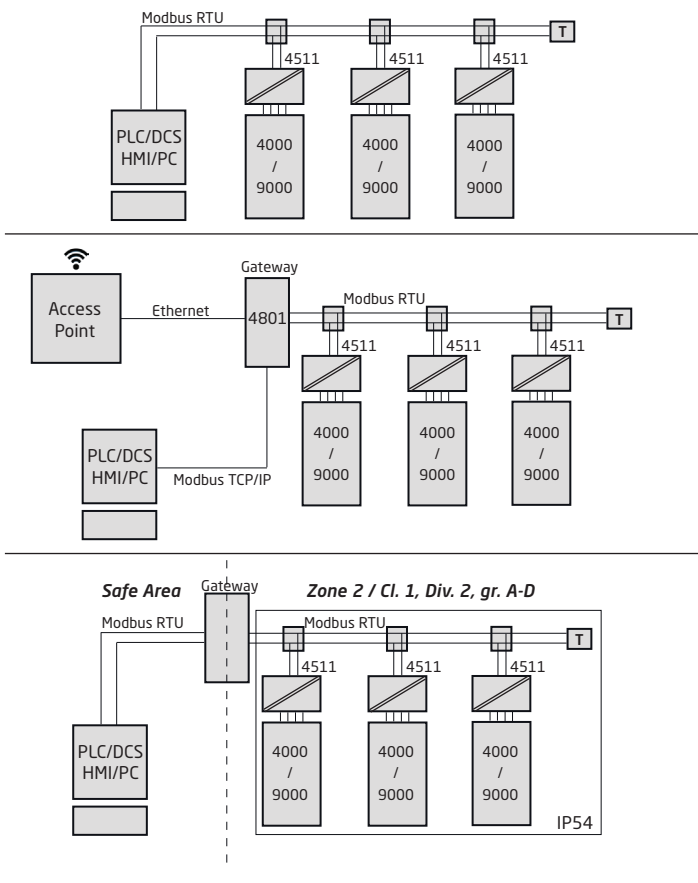 Modbus RTU
T
4511 4511 4511
PLC/DCS
HMI/PC
4000 4000 4000
/ / /
9000 9000 9000
Gateway
Access
Point
Ethernet
4801
Modbus RTU
T
4511 4511 4511
4000 4000 4000
/ / /
9000 9000 9000
PLC/DCS
HMI/PC
Modbus TCP/IP
Safe Area
Gateway
Zone 2 / Cl. 1, Div. 2, gr. A-D
Modbus RTU
Modbus RTU
T
4511 4511 4511
PLC/DCS
HMI/PC
4000 4000 4000
/ / /
9000 9000 9000
IP54